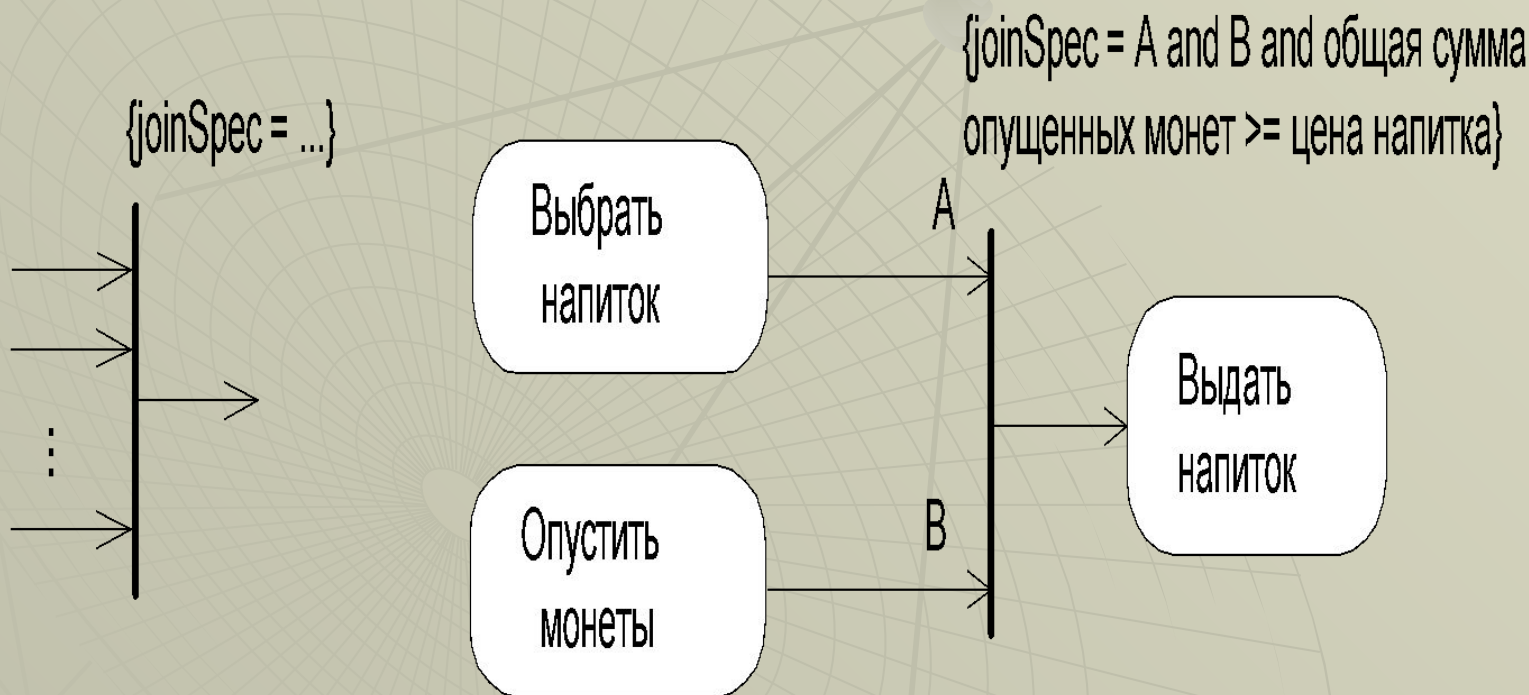 {joinSpec = ...}
Выбрать
напиток
Опустить
монеты
{joinSpec = A and B and общая сумма
опущенных монет >= цена напитка}
A
B
Выдать
напиток